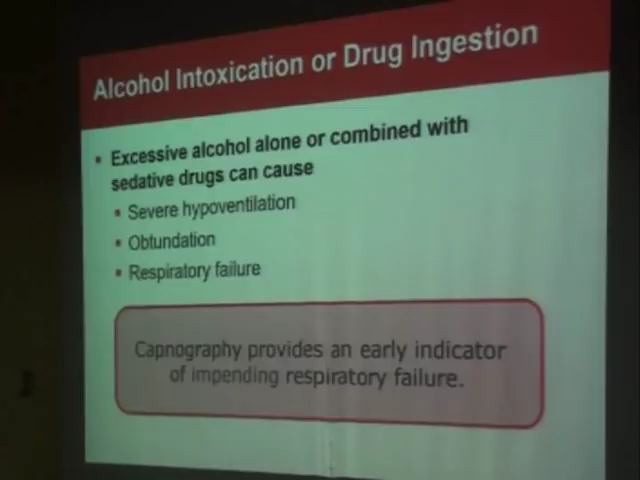 Alcohol Intoxication or Drug Ingestion
• Excessive alcohol alone or combined with
sedative drugs can cause
• Severe hypoventilation
• Obtundation
• Respiratory failure
Capnography provides an early indicator
of impending respiratory failure.